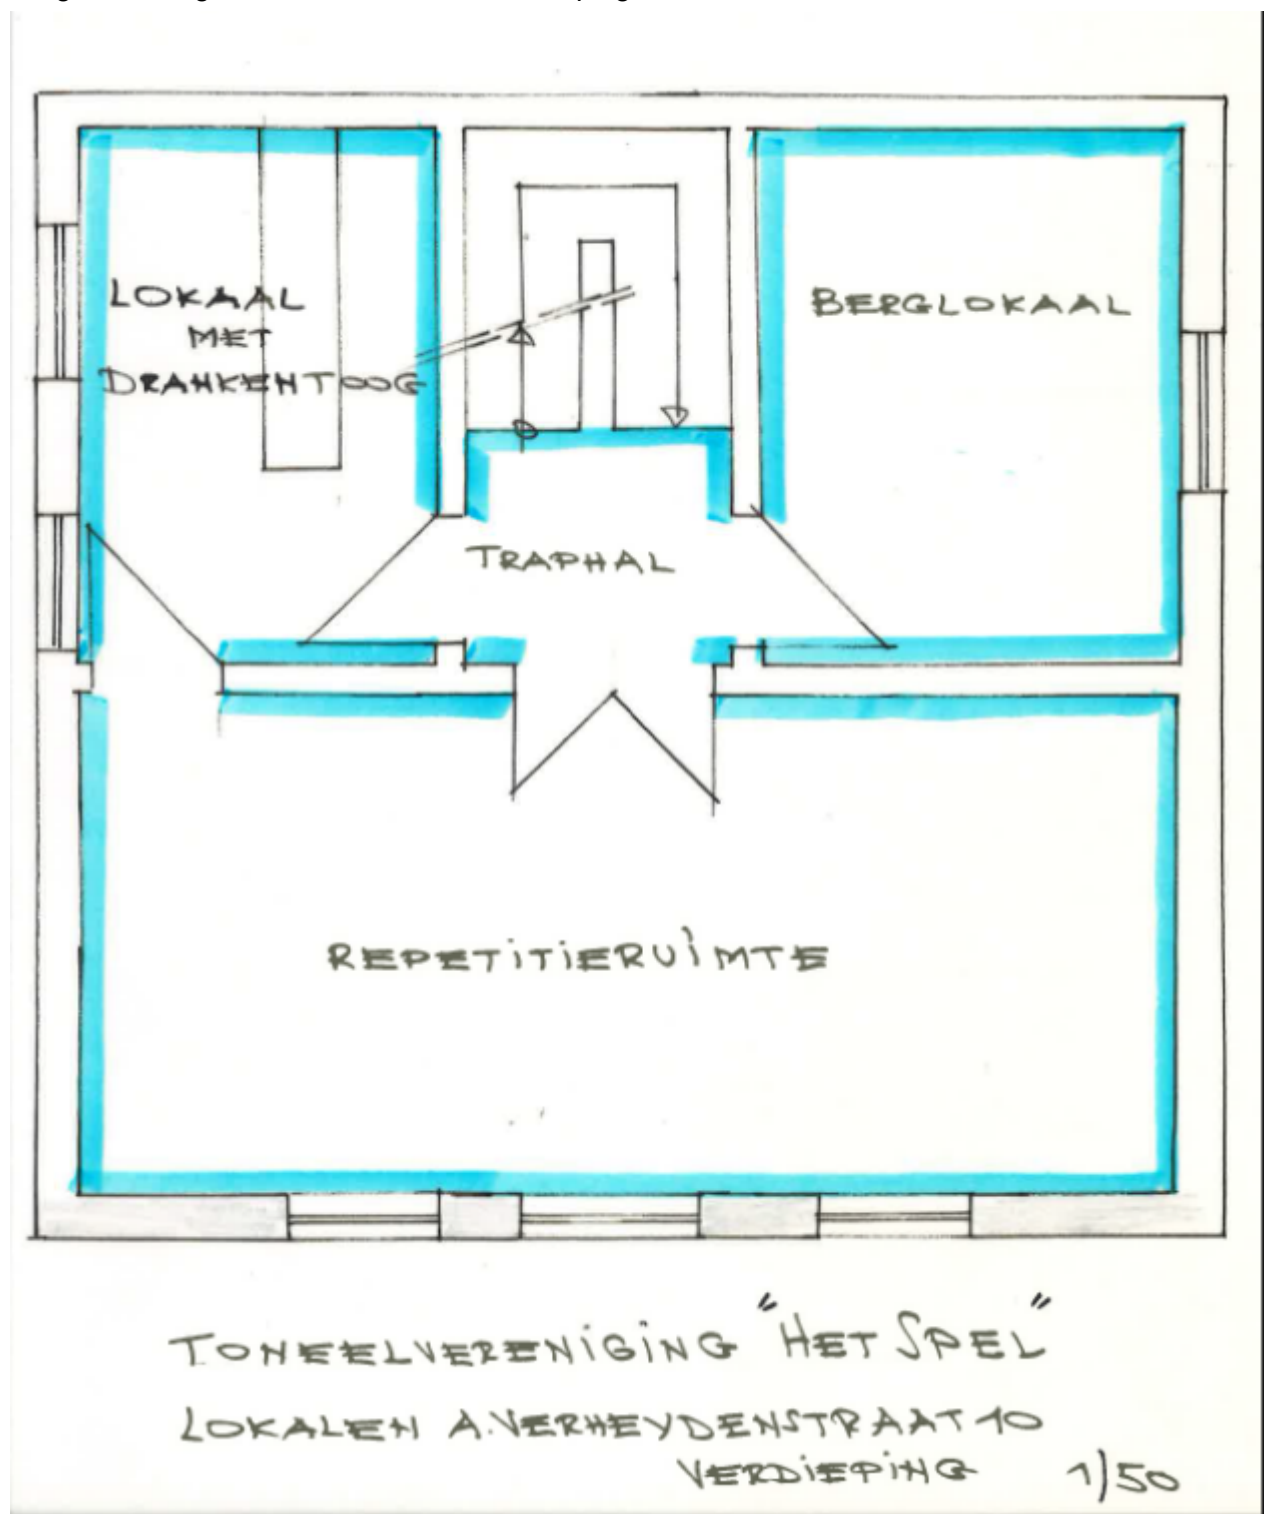 LOKAAL
MET
DRANKENTOOG
BERGLOKAAL
TRAPHAL
REPETITIERUIMTE
TONEELVERENIGING "HET SPEL"
LOKALEN A.VERHEYDENSTRAAT 10
VERDIEPING 1/50